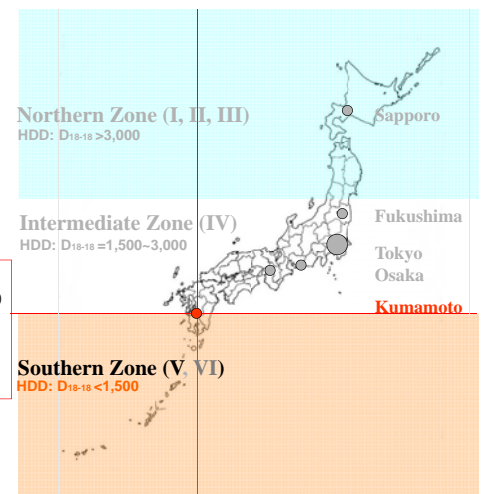 Northern Zone (I, II, III)
HDD: D18-18 >3,000
Sapporo
Intermediate Zone (IV)
HDD: D18-18 =1,500~3,000
Fukushima
Tokyo
Osaka
Kumamoto
Southern Zone (V, VI)
HDD: D18-18 <1,500